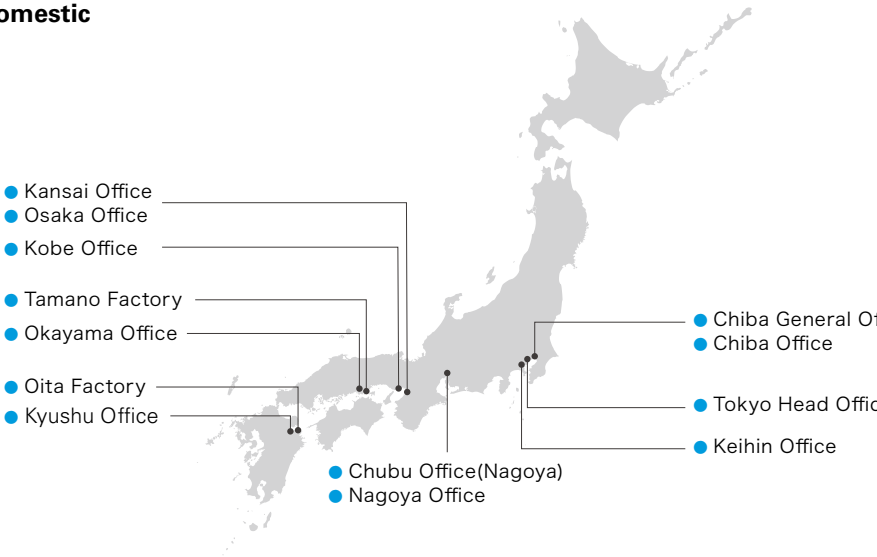 omestic
Kansai Office
Osaka Office
Kobe Office
Tamano Factory
Okayama Office
Oita Factory
Kyushu Office
Chubu Office(Nagoya)
Nagoya Office
Chiba General Of
Chiba Office
Tokyo Head Offic
Keihin Office